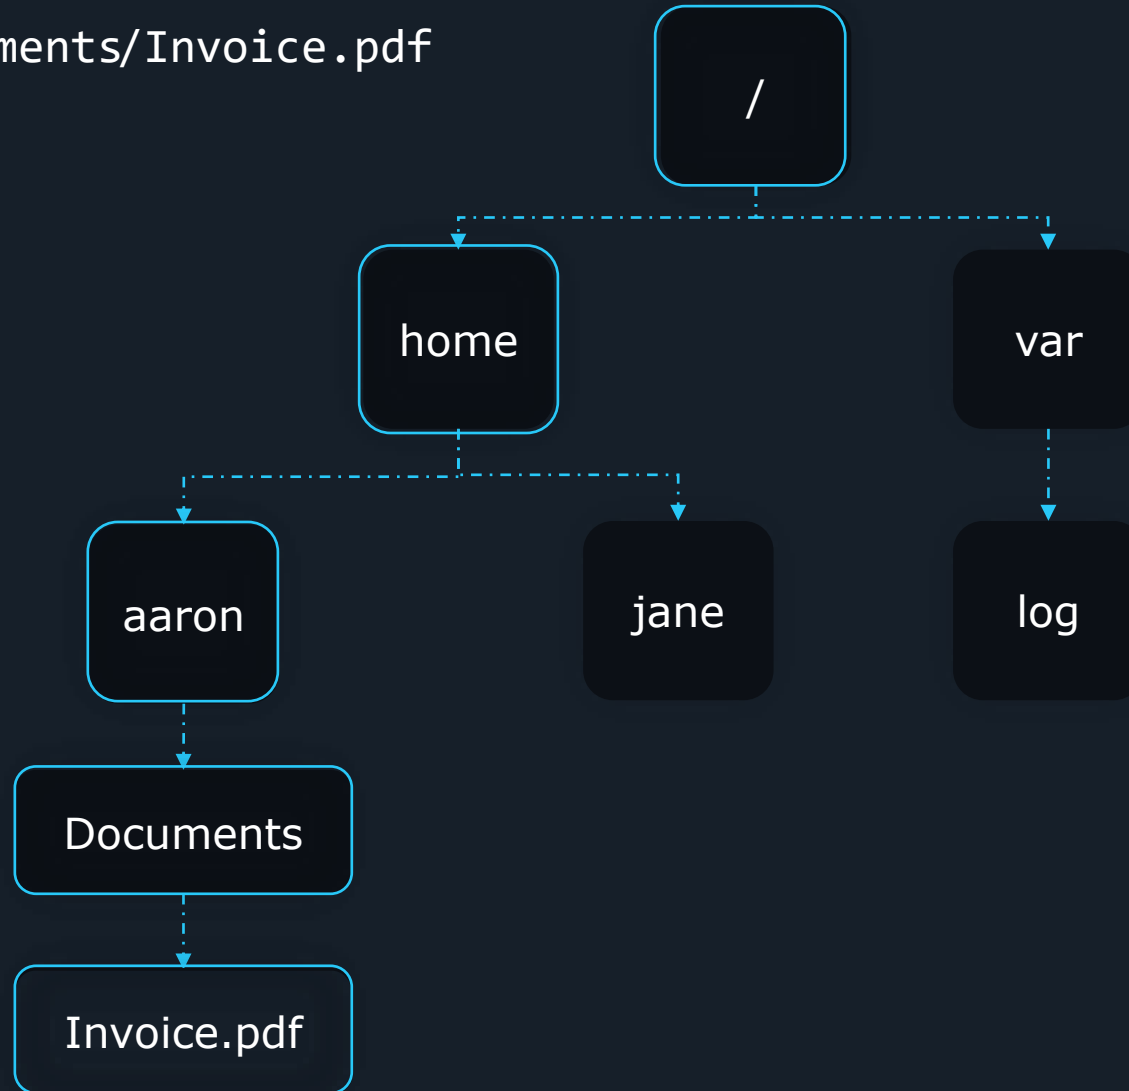 ments/Invoice.pdf
/
home
var
aaron
jane
log
Documents
Invoice.pdf